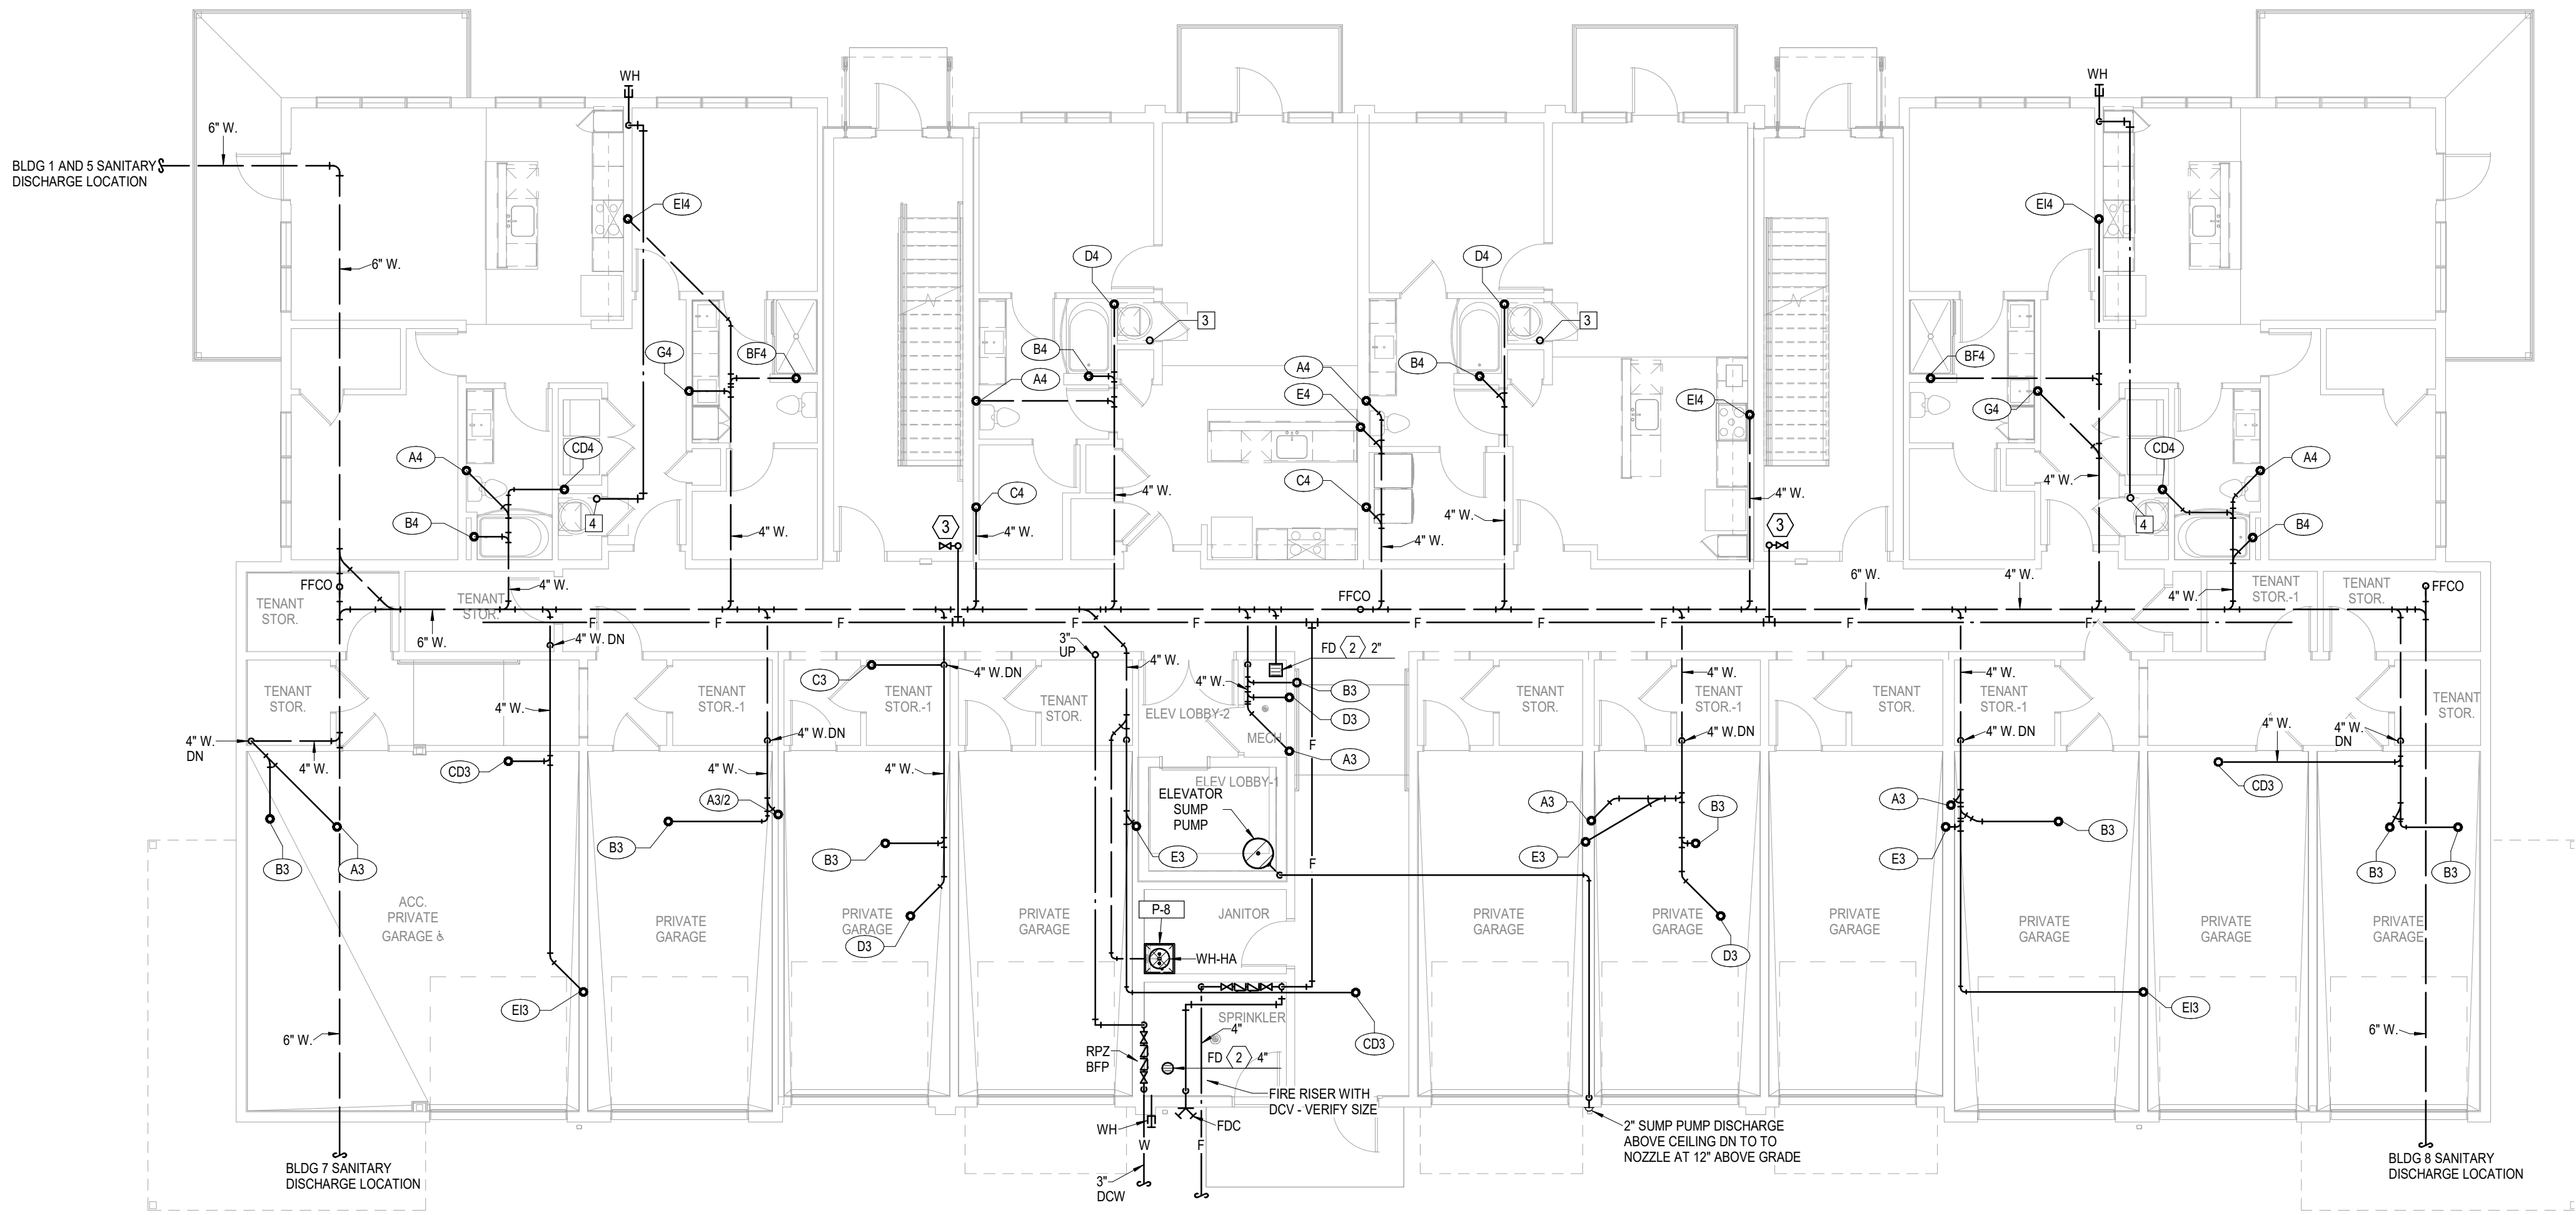 WH
WH
6" W.
BLDG 1 AND 5 SANITARY
DISCHARGE LOCATION
EI4
EI4
6" W.
D4
D4
3
3
G4
BF4
B4
A4
A4
E4
B4
EI4
BF4
G4
A4
CD4
CD4
A4
C4
C4
4" W.
4" W.
4" W.
4" W.
B4
4
3
4" W.
4" W.
4" W.
4" W.
3
4
B4
FFCO
TENANT
STOR.
TENANT
STOR.
4" W.
FFCO
6" W.
4" W.
4" W.
TENANT
STOR.-1
TENANT
STOR.
FFCO
6" W.
F
F
F
F
F
F
F
F
F
F
4" W. DN
3"
UP
4" W.
FD
2
2"
4" W.
4" W.
C3
4" W.DN
4" W.
B3
D3
TENANT
STOR.
TENANT
STOR.-1
TENANT
STOR.-1
TENANT
STOR.
ELEV LOBBY-2
MECH
TENANT
STOR.
TENANT
STOR.-1
TENANT
STOR.
TENANT
STOR.-1
TENANT
STOR.
4" W.
4" W.
DN
4" W.
4" W.DN
F
A3
4" W.DN
4" W. DN
4" W.
4" W.
DN
CD3
4" W.
4" W.
ELEV LOBBY-1
ELEVATOR
SUMP
PUMP
CD3
A3/2
A3
B3
A3
B3
B3
A3
B3
B3
E3
F
E3
E3
B3
B3
ACC.
PRIVATE
GARAGE
PRIVATE
GARAGE
PRIVATE
GARAGE
PRIVATE
GARAGE
P-8
JANITOR
PRIVATE
GARAGE
PRIVATE
GARAGE
PRIVATE
GARAGE
PRIVATE
GARAGE
PRIVATE
GARAGE
PRIVATE
GARAGE
D3
D3
WH-HA
EI3
EI3
6" W.
SPRINKLER
4"
CD3
6" W.
RPZ
BFP
FD
2
4"
FIRE RISER WITH
DCV - VERIFY SIZE
WH
FDC
W
F
2" SUMP PUMP DISCHARGE
ABOVE CEILING DN TO TO
NOZZLE AT 12" ABOVE GRADE
BLDG 7 SANITARY
DISCHARGE LOCATION
3"
DCW
BLDG 8 SANITARY
DISCHARGE LOCATION